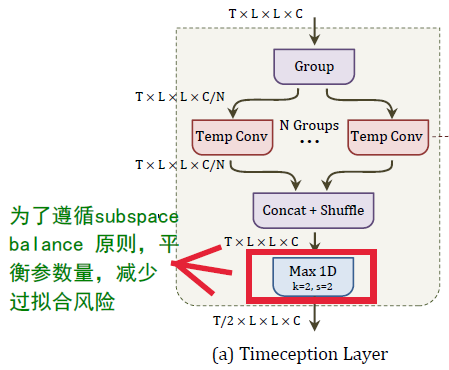 T × L × L × C
Group
T × L × L × C/N
N Groups
Temp Conv
...
Temp Conv
T × L × L × C/N
Concat + Shuffle
为了遵循subspace
balance 原则，平
衡参数量，减少
过拟合风险
T × L × L × C
Max 1D
k=2, s=2
T/2 × L × L × C
(a) Timeception Layer